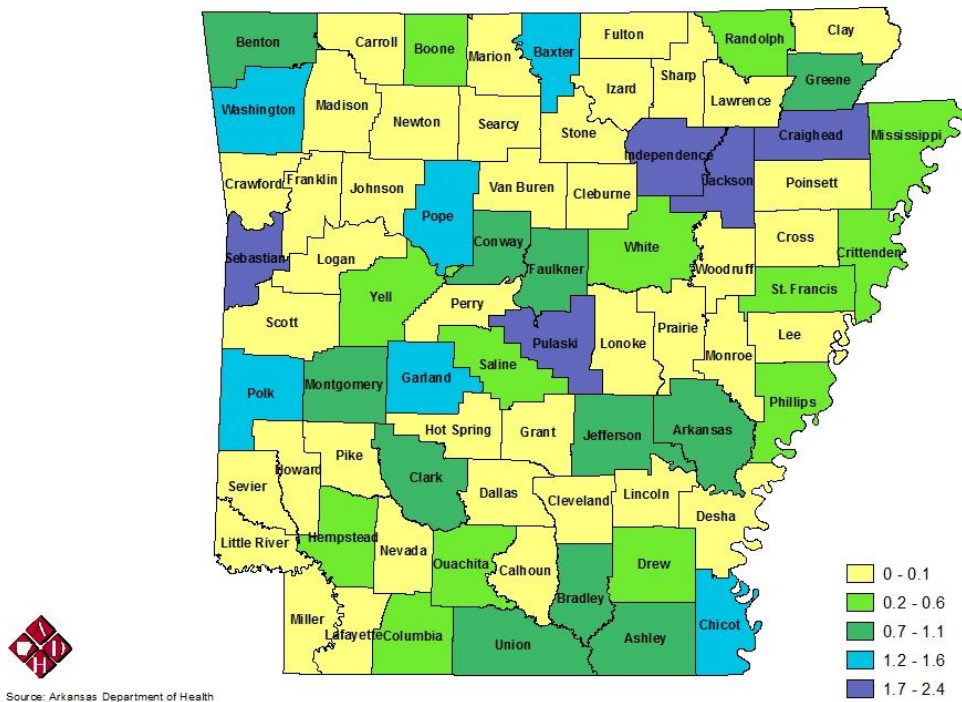 Benton
Carroll
Boone
Marion
Baxter
Fulton
Randolph
Clay
Washington
Madison
Newton
Searcy
Stone
Izard
Sharp
Lawrence
Greene
Crawford
Franklin
Johnson
Pope
Van Buren
Cleburne
Independence
Jackson
Craighead
Mississippi
Poinsett
Sebastian
Logan
Conway
Faulkner
White
Woodruff
Cross
Crittenden
Scott
Yell
Perry
Pulaski
Lonoke
Prairie
Monroe
St. Francis
Lee
Polk
Montgomery
Garland
Saline
Phillips
Hot Spring
Grant
Jefferson
Arkansas
Sevier
Howard
Pike
Clark
Dallas
Cleveland
Lincoln
Desha
Little River
Hempstead
Nevada
Ouachita
Calhoun
Bradley
Drew
Chicot
Miller
Lafayette
Columbia
Union
Ashley
0 - 0.1
0.2 - 0.6
0.7 - 1.1
1.2 - 1.6
1.7 - 2.4
A
D
H
Source: Arkansas Department of Health